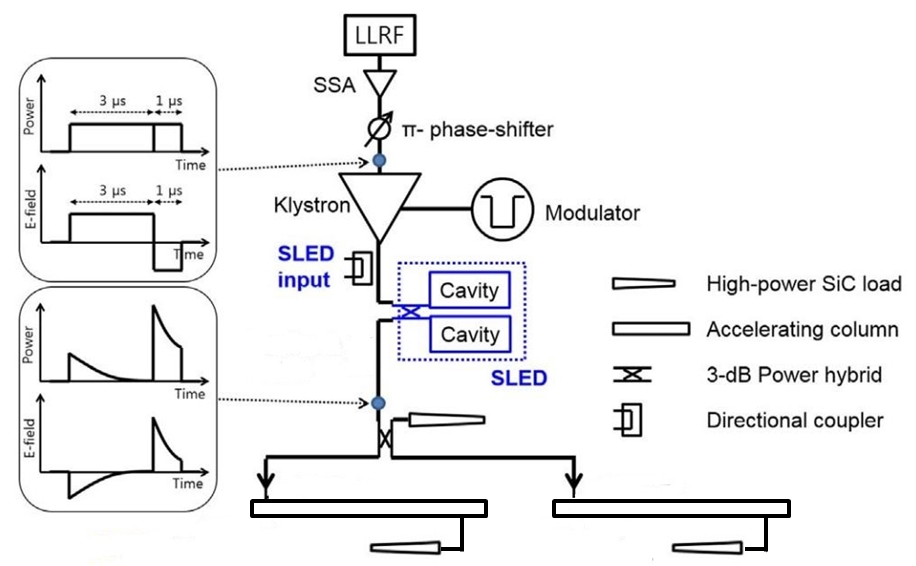 LLRF
SSA
π- phase-shifter
Klystron
Modulator
SLED
input
Cavity
Cavity
SLED
Power
3 µs
1 µs
Time
E-field
3 µs
1 µs
Time
Power
Time
E-field
Time
High-power SiC load
Accelerating column
3-dB Power hybrid
Directional coupler